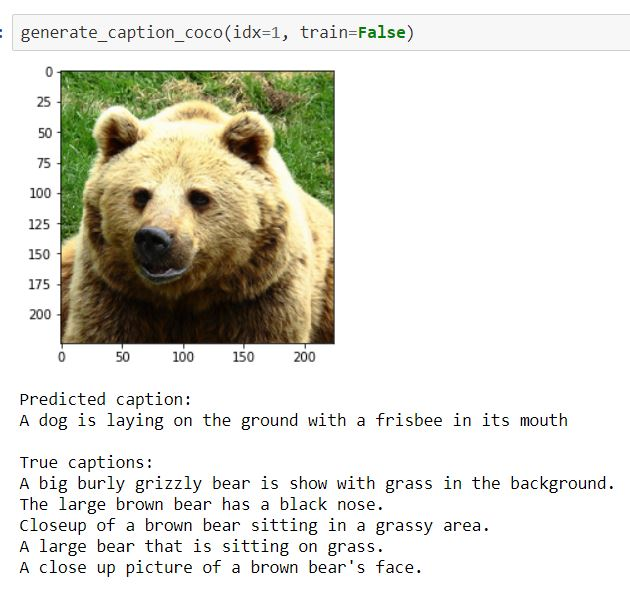 : generate_caption_coco(idx=1, train=False)
0
25
50
75
100
125
150
175
200
0 50 100 150 200
Predicted caption:
A dog is laying on the ground with a frisbee in its mouth
True captions:
A big burly grizzly bear is show with grass in the background.
The large brown bear has a black nose.
Closeup of a brown bear sitting in a grassy area.
A large bear that is sitting on grass.
A close up picture of a brown bear's face.